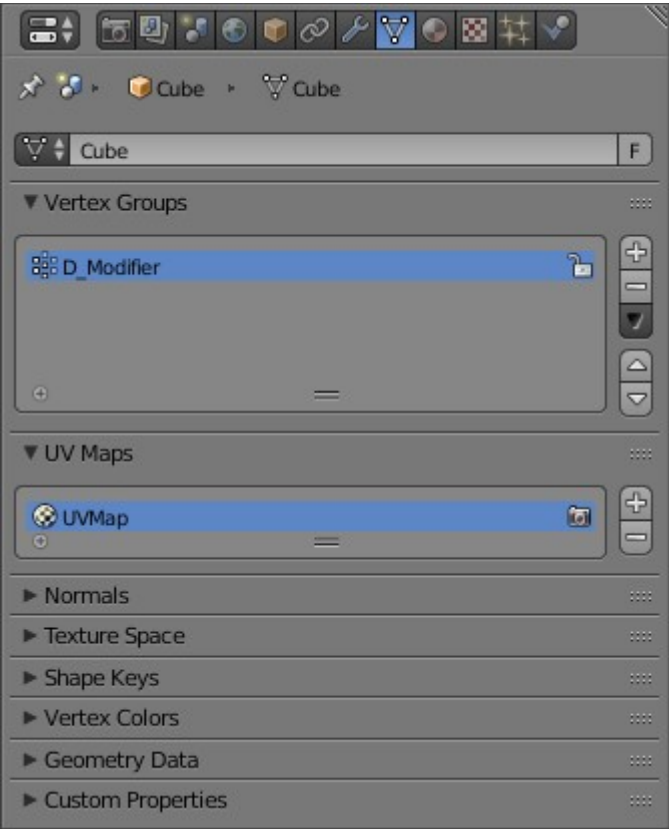 Cube Cube
Cube F
Vertex Groups
D_Modifier
UV Maps
UVMap
Normals
Texture Space
Shape Keys
Vertex Colors
Geometry Data
Custom Properties